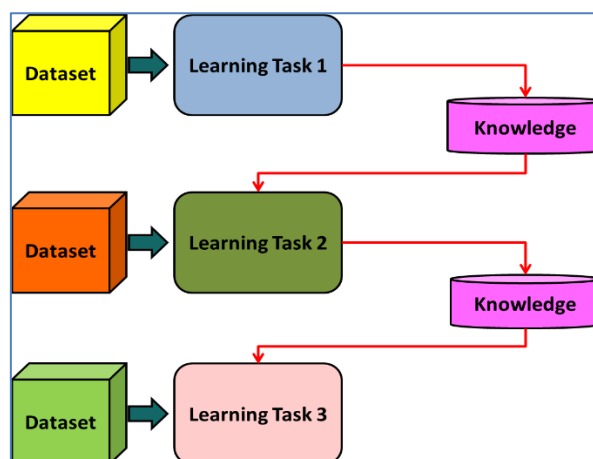 Dataset
Learning Task 1
Knowledge
Dataset
Learning Task 2
Knowledge
Dataset
Learning Task 3